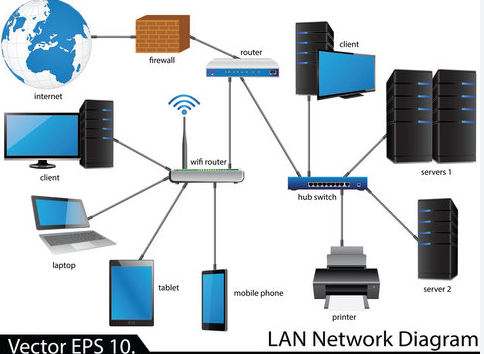 internet
firewall
router
client
client
wifi router
servers 1
hub switch
laptop
tablet
mobile phone
printer
server 2
LAN Network Diagram
Vector EPS 10.